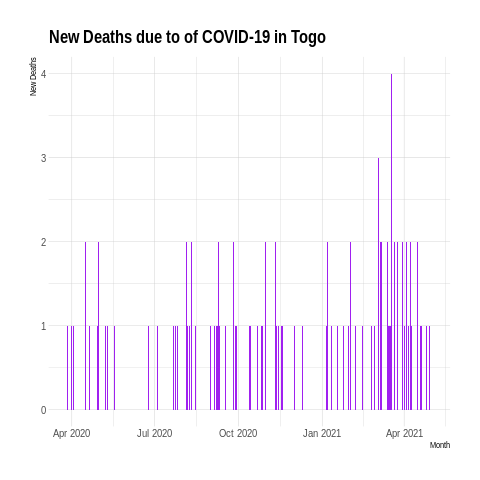 New Deaths due to of COVID-19 in Togo
New Deaths
4
3
2
1
0
Apr 2020 Jul 2020 Oct 2020 Jan 2021 Apr 2021
Month